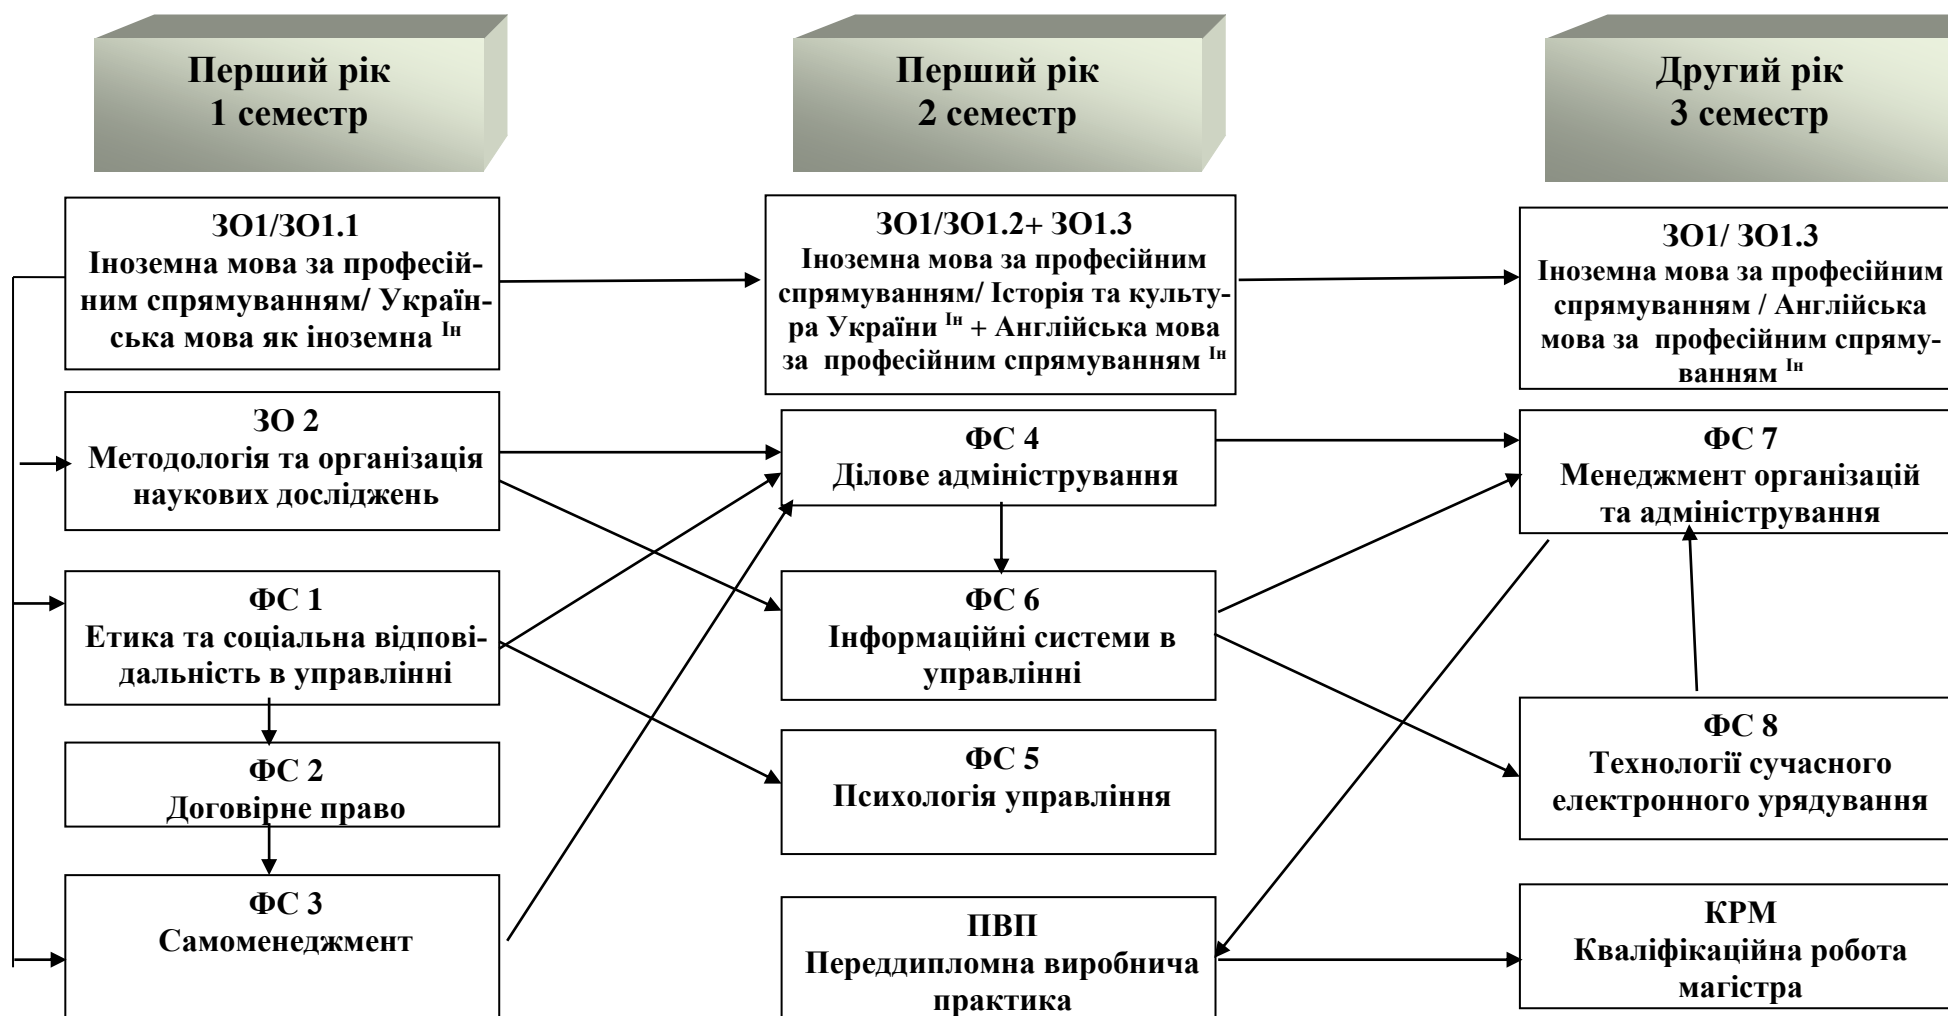 Перший рік
1 семестр
Перший рік
2 семестр
Другий рік
3 семестр
ЗО1/ЗО1.1
Іноземна мова за професій-
ним спрямуванням/ Україн-
ська мова як іноземна Ін
ЗО1/ЗО1.2+ ЗО1.3
Іноземна мова за професійним
спрямуванням/ Історія та культу-
ра України Ін + Англійська мова
за професійним спрямуванням Ін
ЗО1/ ЗО1.3
Іноземна мова за професійним
спрямуванням / Англійська
мова за професійним спряму-
ванням Ін
ЗО 2
Методологія та організація
наукових досліджень
ФС 4
Ділове адміністрування
ФС 7
Менеджмент організацій
та адміністрування
ФС 1
Етика та соціальна відпові-
дальність в управлінні
ФС 6
Інформаційні системи в
управлінні
ФС 8
Технології сучасного
електронного урядування
ФС 2
Договірне право
ФС 5
Психологія управління
ФС 3
Самоменеджмент
ПВП
Переддипломна виробнича
практика
КРМ
Кваліфікаційна робота
магістра